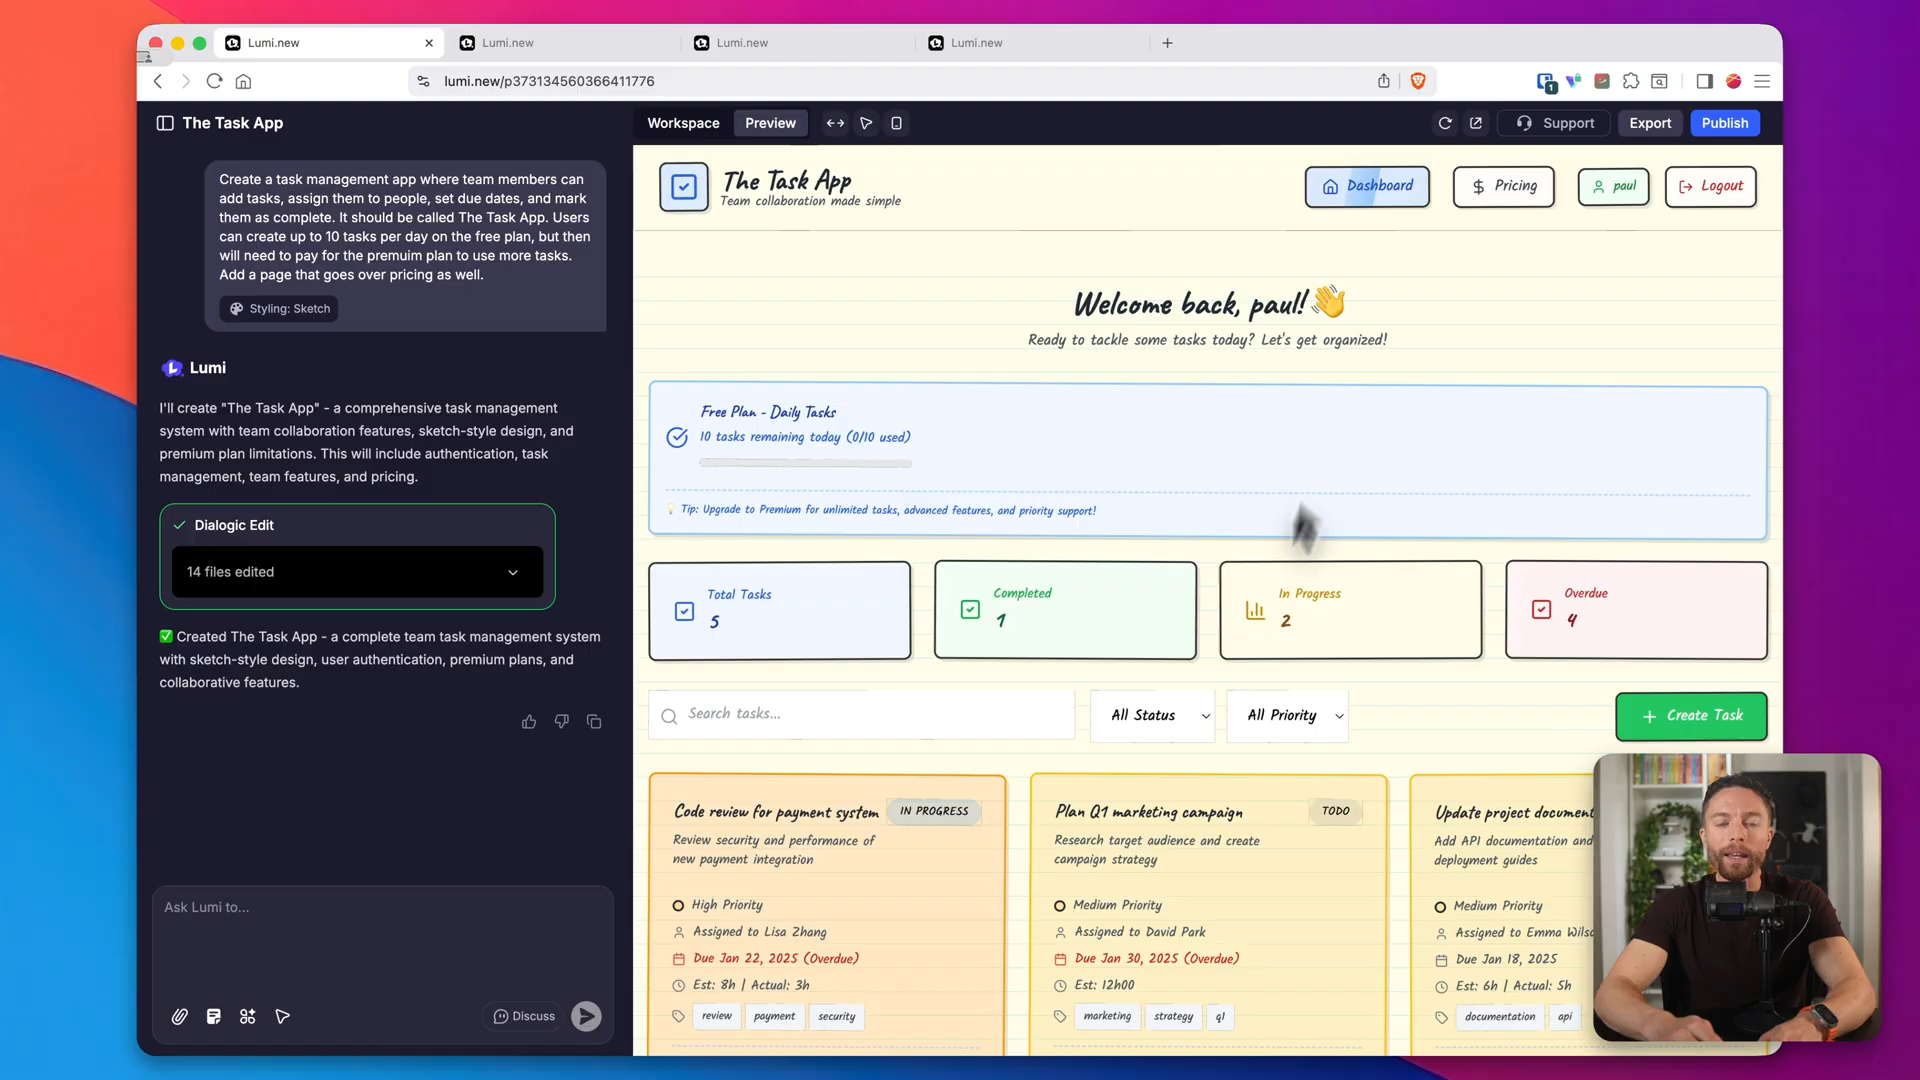 Lumi.new
Lumi.new
Lumi.new
Lumi.new
lumi.new/p373134560366411776
1
The Task App
Workspace
Preview
Support
Export
Publish
Create a task management app where team members can
add tasks, assign them to people, set due dates, and mark
them as complete. It should be called The Task App. Users
can create up to 10 tasks per day on the free plan, but then
will need to pay for the premuim plan to use more tasks.
Add a page that goes over pricing as well.
Styling: Sketch
Lumi
I'll create "The Task App" - a comprehensive task management
system with team collaboration features, sketch-style design, and
premium plan limitations. This will include authentication, task
management, team features, and pricing.
Dialogic Edit
14 files edited
Created The Task App - a complete team task management system
with sketch-style design, user authentication, premium plans, and
collaborative features.
Ask Lumi to...
Discuss
The Task App
Team collaboration made simple
Dashboard
Pricing
paul
Logout
Welcome back, paul!
Ready to tackle some tasks today? Let's get organized!
Free Plan - Daily Tasks
10 tasks remaining today (0/10 used)
Tip: Upgrade to Premium for unlimited tasks, advanced features, and priority support!
Total Tasks
5
Completed
1
In Progress
2
Overdue
4
Search tasks...
All Status
All Priority
Create Task
Code review for payment system
IN PROGRESS
Review security and performance of
new payment integration
High Priority
Assigned to Lisa Zhang
Due Jan 22, 2025 (Overdue)
Est: 8h | Actual: 3h
review
payment
security
Plan Q1 marketing campaign
TODO
Research target audience and create
campaign strategy
Medium Priority
Assigned to David Park
Due Jan 30, 2025 (Overdue)
Est: 12h00
marketing
strategy
q1
Update project document
Add API documentation and
deployment guides
Medium Priority
Assigned to Emma Wilso
Due Jan 18, 2025
Est: 6h | Actual: 5h
documentation
api